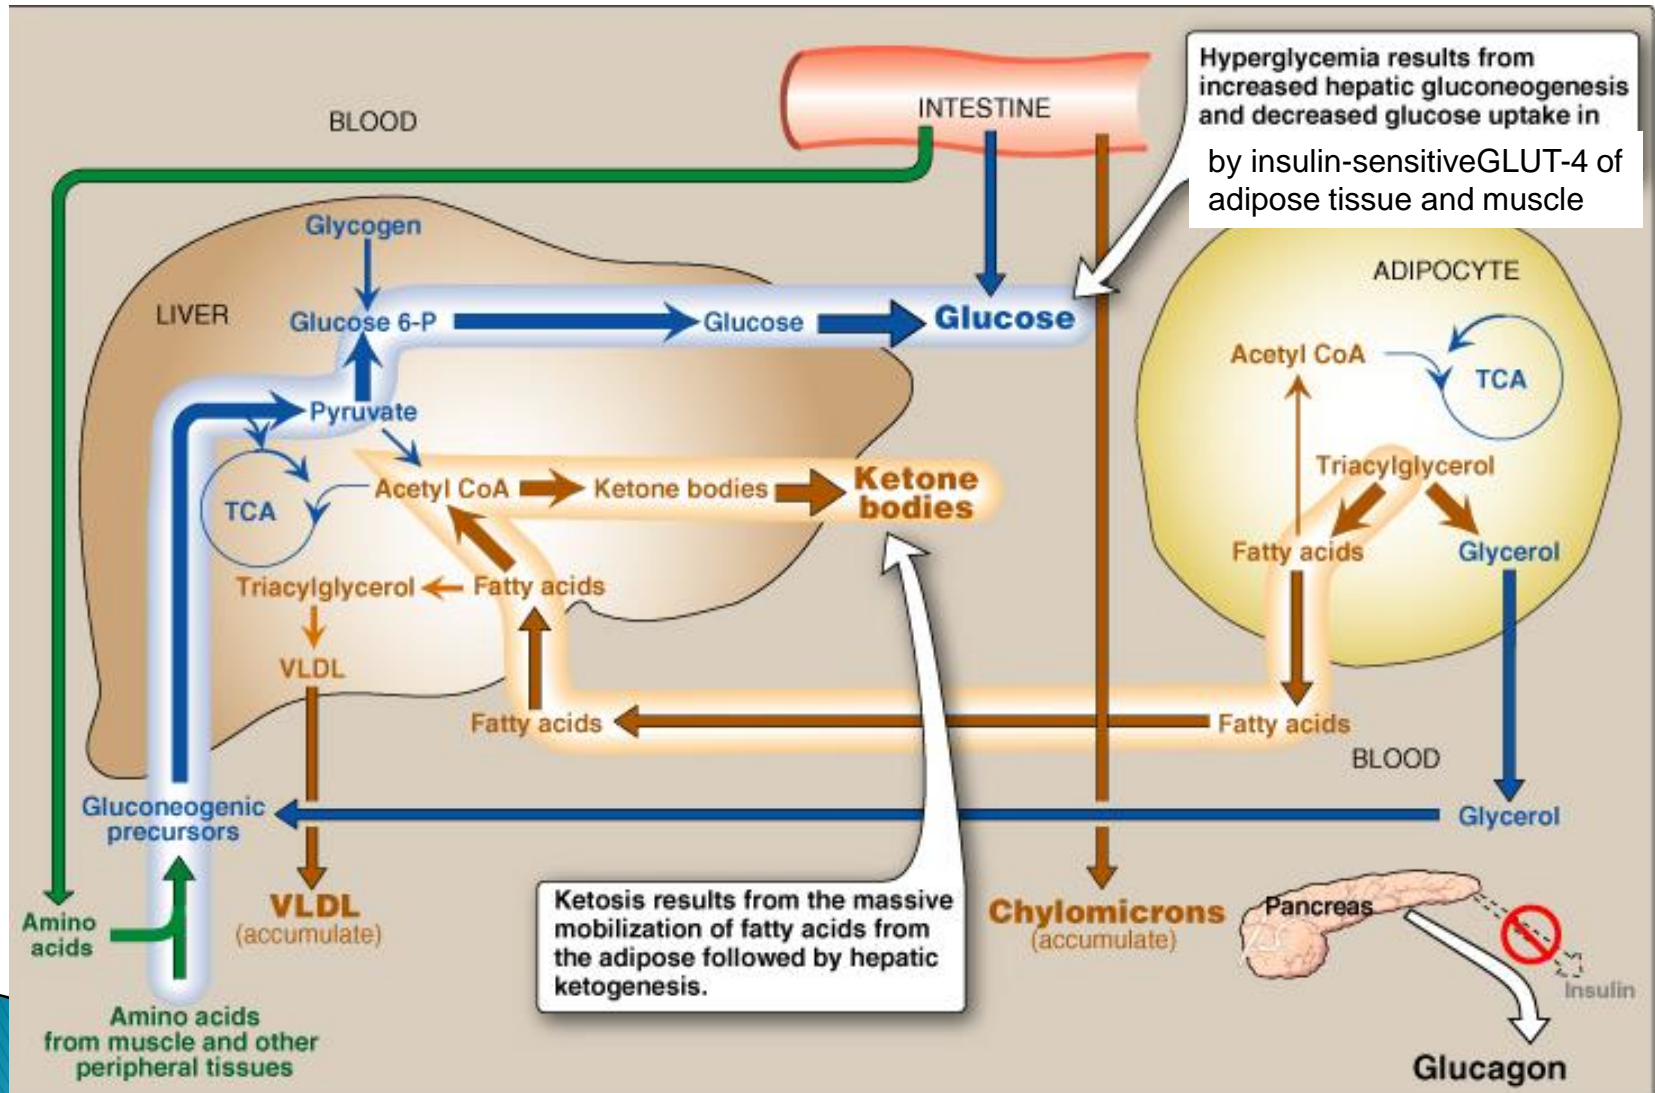 Hyperglycemia results from
increased hepatic gluconeogenesis
and decreased glucose uptake in
by insulin-sensitiveGLUT-4 of
adipose tissue and muscle
INTESTINE
BLOOD
Glycogen
LIVER
Glucose 6-P
Glucose
Glucose
ADIPOCYTE
Acetyl CoA
TCA
Pyruvate
Triacylglycerol
Acetyl CoA
Ketone bodies
Ketone
bodies
TCA
Fatty acids
Glycerol
Triacylglycerol
Fatty acids
VLDL
Fatty acids
Fatty acids
BLOOD
Gluconeogenic
precursors
Glycerol
Ketosis results from the massive
mobilization of fatty acids from
the adipose followed by hepatic
ketogenesis.
VLDL
(accumulate)
Chylomicrons
(accumulate)
Pancreas
Amino
acids
Insulin
Amino acids
from muscle and other
peripheral tissues
Glucagon